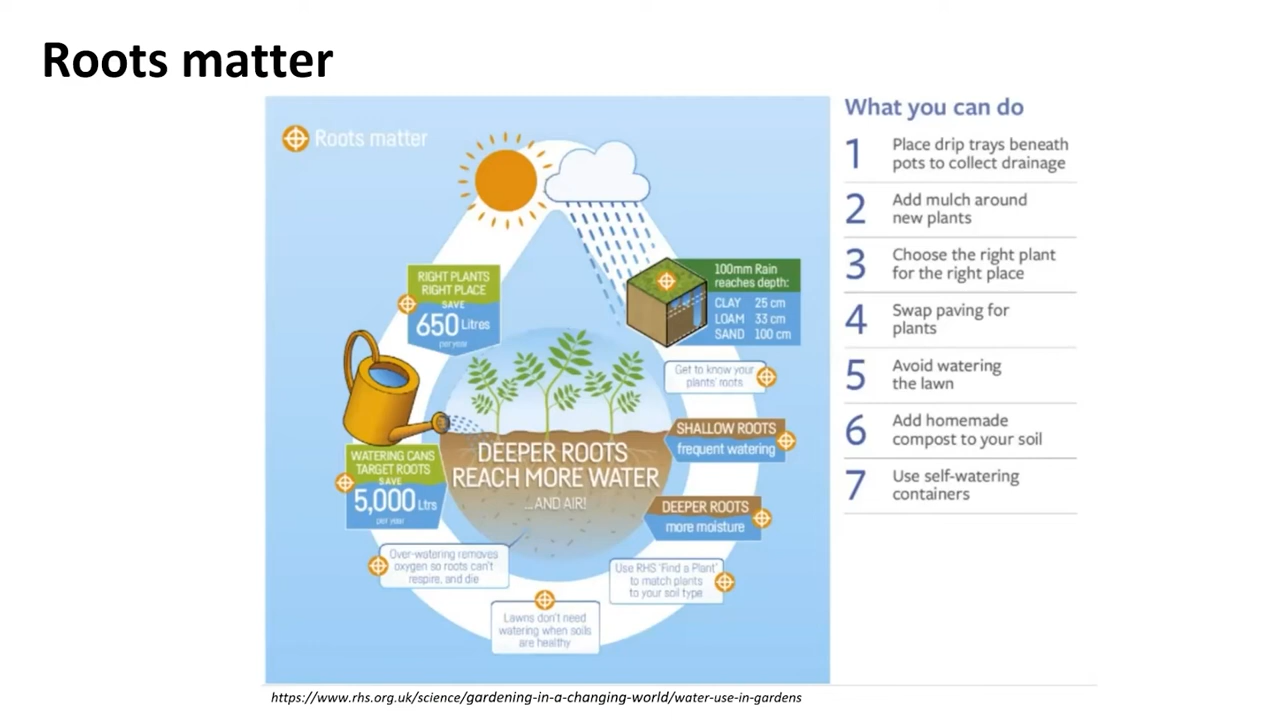 Roots matter
Roots matter
RIGHT PLANTS
RIGHT PLACE
SAVE
650 Litres
per year
100mm Rain
reaches depth:
CLAY 25 cm
LOAM 33 cm
SAND 100 cm
Get to know your
plants' roots
SHALLOW ROOTS
frequent watering
DEEPER ROOTS
REACH MORE WATER
...AND AIR!
WATERING CANS
TARGET ROOTS
SAVE
5,000 Ltrs
per year
DEEPER ROOTS
more moisture
Over-watering removes
oxygen so roots can't
respire, and die
Use RHS 'Find a Plant'
to match plants
to your soil type
Lawns don't need
watering when soils
are healthy
What you can do
1 Place drip trays beneath
pots to collect drainage
2 Add mulch around
new plants
3 Choose the right plant
for the right place
4 Swap paving for
plants
5 Avoid watering
the lawn
6 Add homemade
compost to your soil
7 Use self-watering
containers
https://www.rhs.org.uk/science/gardening-in-a-changing-world/water-use-in-gardens